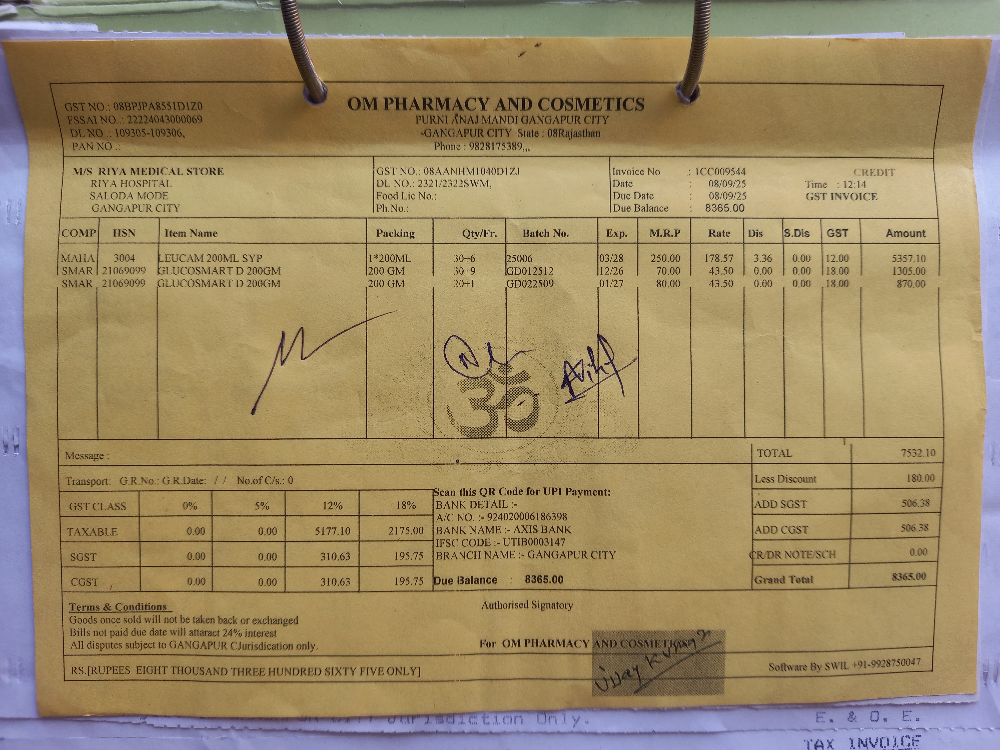 GST NO.: 08BPJPA8551D1Z0
FSSAI NO..: 22224043000069
DL NO ..: 109305-109306,
PAN NO .:
OM PHARMACY AND COSMETICS
PURNI ANAJ MANDI GANGAPUR CITY
-GANGAPUR CITY State : 08Rajasthan
Phone : 9828175389,,,
M/S RIYA MEDICAL STORE
RIYA HOSPITAL
SALODA MODE
GANGAPUR CITY
GST NO.: 08AANHM1040D1ZJ
DL NO.: 2321/2322SWM,
Food Lic No.:
Ph.No.:
Invoice No : 1CC009544 CREDIT
Date : 08/09/25 Time : 12:14
Due Date : 08/09/25 GST INVOICE
Due Balance : 8365.00
COMP HSN Item Name Packing Qty/Fr. Batch No. Exp. M.R.P Rate Dis S.Dis GST Amount
MAHA 3004 LEUCAM 200ML SYP 1*200ML 30+6 25006 03/28 250.00 178.57 3.36 0.00 12.00 5357.10
SMAR 21069099 GLUCOSMART D 200GM 200 GM 30+9 GD012512 12/26 70.00 43.50 0.00 0.00 18.00 1305.00
SMAR 21069099 GLUCOSMART D 200GM 200 GM 20+1 GD022509 01/27 80.00 43.50 0.00 0.00 18.00 870.00
ॐ
Message :
Transport: G.R.No.: G.R.Date: / / No.of C/s.: 0
GST CLASS 0% 5% 12% 18%
TAXABLE 0.00 0.00 5177.10 2175.00
SGST 0.00 0.00 310.63 195.75
CGST 0.00 0.00 310.63 195.75
Scan this QR Code for UPI Payment:
BANK DETAIL :-
A/C NO. :- 924020006186398
BANK NAME :- AXIS BANK
IFSC CODE :- UTIB0003147
BRANCH NAME :- GANGAPUR CITY
Due Balance : 8365.00
TOTAL 7532.10
Less Discount 180.00
ADD SGST 506.38
ADD CGST 506.38
CR/DR NOTE/SCH 0.00
Grand Total 8365.00
Terms & Conditions
Goods once sold will not be taken back or exchanged
Bills not paid due date will attaract 24% interest
All disputes subject to GANGAPUR CJurisdication only.
Authorised Signatory
For OM PHARMACY AND COSMETICS
RS.[RUPEES EIGHT THOUSAND THREE HUNDRED SIXTY FIVE ONLY]
Software By SWIL +91-9928750047
Jurisdiction Only.
E. & O. E.
TAX INVOICE